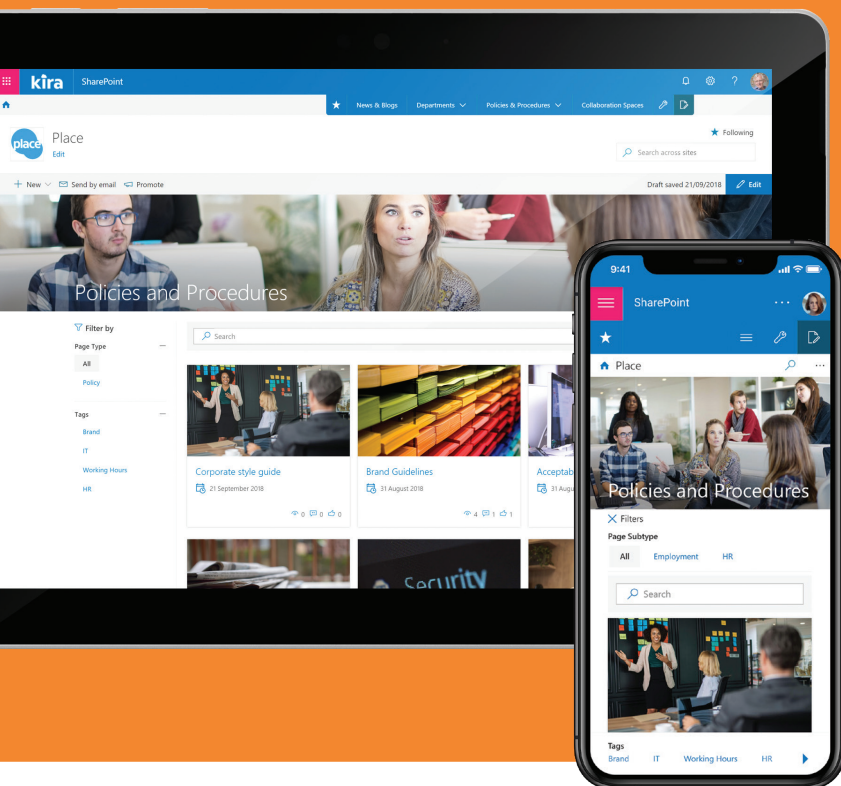 kira SharePoint
News & Blogs Departments Policies & Procedures Collaboration Spaces
place
Place
Edit
Following
Search across sites
New Send by email Promote
Draft saved 21/09/2018 Edit
Policies and Procedures
Filter by
Page Type
All
Policy
Tags
Brand
IT
Working Hours
HR
Search
Corporate style guide
21 September 2018
0 0 0
Brand Guidelines
31 August 2018
4 1 1
Acceptab
31 Augu
Security
9:41
SharePoint
Place
Policies and Procedures
Filters
Page Subtype
All Employment HR
Search
Tags
Brand IT Working Hours HR